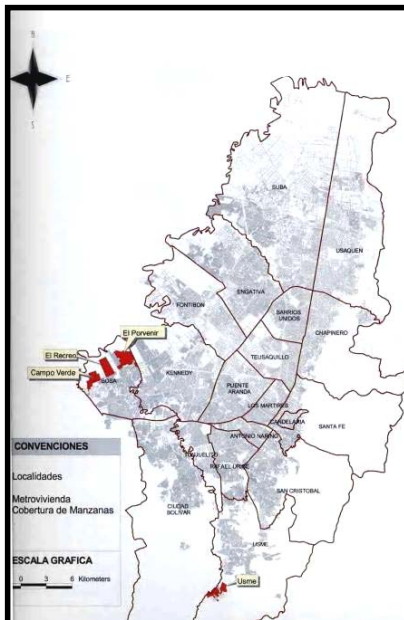 E
S
SUBA
USAQUEN
ENGATIVA
FONTIBON
BARRIOS
UNIDOS
CHAPINERO
TEUSAQUILLO
El Porvenir
El Recreo
Campo Verde
BOSA
KENNEDY
PUENTE
ARANDA
LOS MARTIRES
CANDELARIA
SANTA FE
ANTONIO NARIÑO
RAFAEL URIBE
SAN CRISTOBAL
CIUDAD
BOLIVAR
USME
Usme
CONVENCIONES
Localidades
Metrovivienda
Cobertura de Manzanas
ESCALA GRAFICA
0 3 6 Kilometers